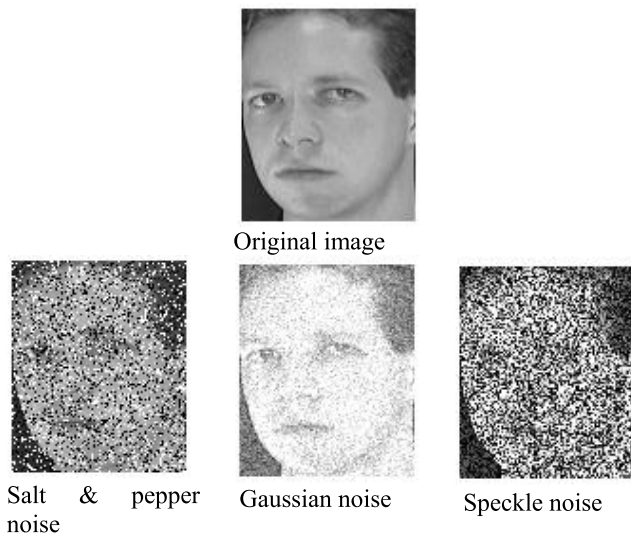 Original image
Salt & pepper
noise
Gaussian noise
Speckle noise